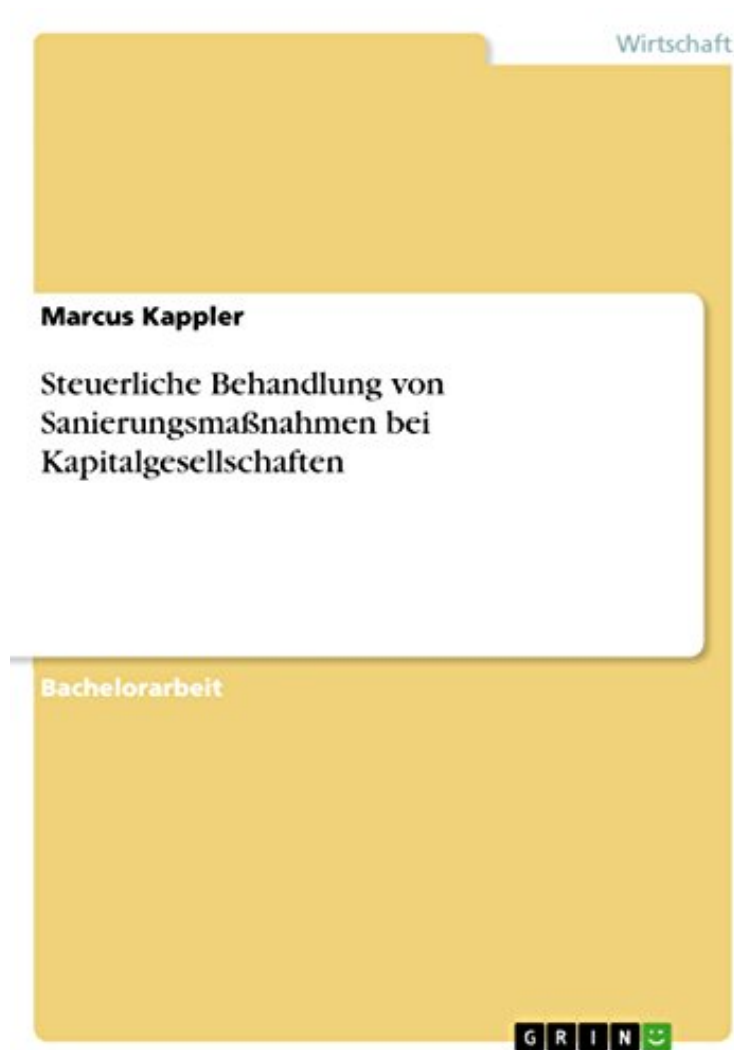 Wirtschaft
Marcus Kappler
Steuerliche Behandlung von
Sanierungsmaßnahmen bei
Kapitalgesellschaften
Bachelorarbeit
GRIN